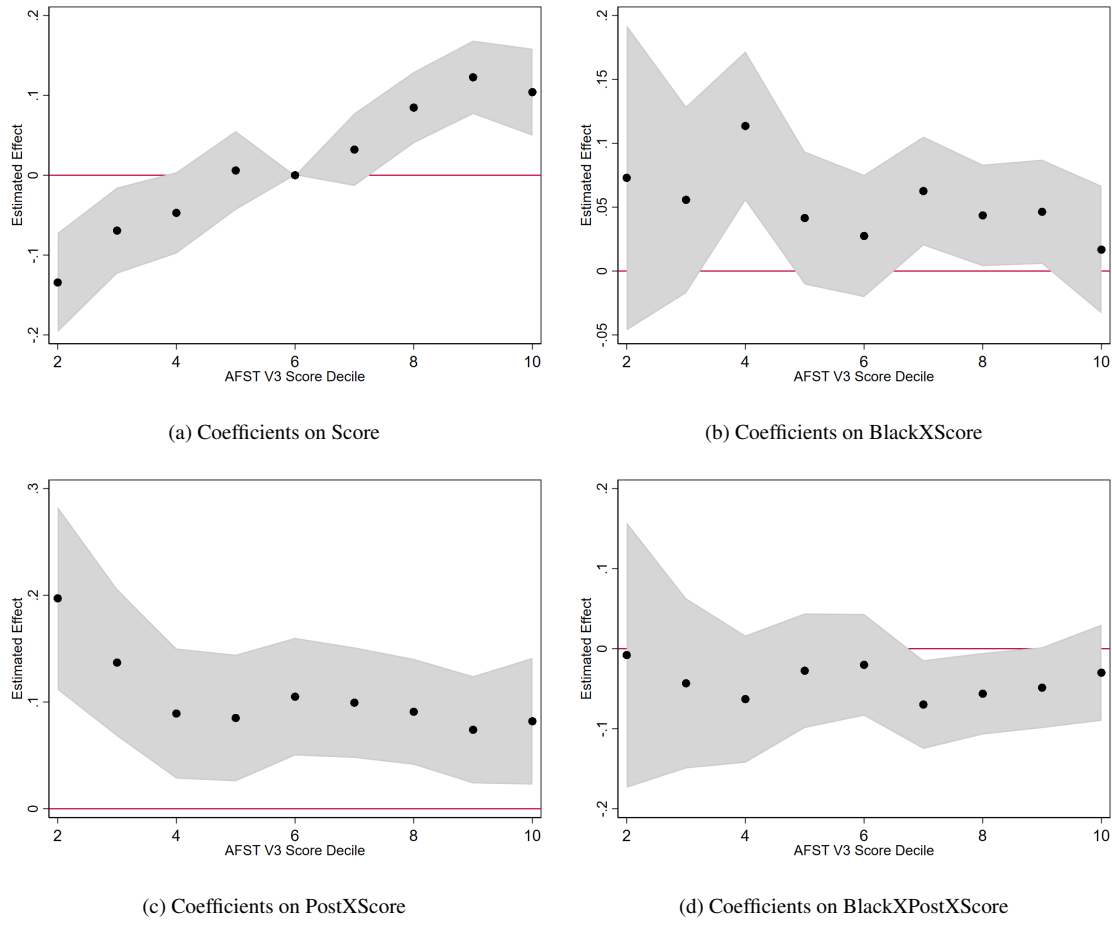 .2
.1
0
-.1
-.2
Estimated Effect
2 4 6 8 10
AFST V3 Score Decile
(a) Coefficients on Score
.2
.15
.1
.05
0
-.05
Estimated Effect
2 4 6 8 10
AFST V3 Score Decile
(b) Coefficients on BlackXScore
.3
.2
.1
0
Estimated Effect
2 4 6 8 10
AFST V3 Score Decile
(c) Coefficients on PostXScore
.2
.1
0
-.1
-.2
Estimated Effect
2 4 6 8 10
AFST V3 Score Decile
(d) Coefficients on BlackXPostXScore